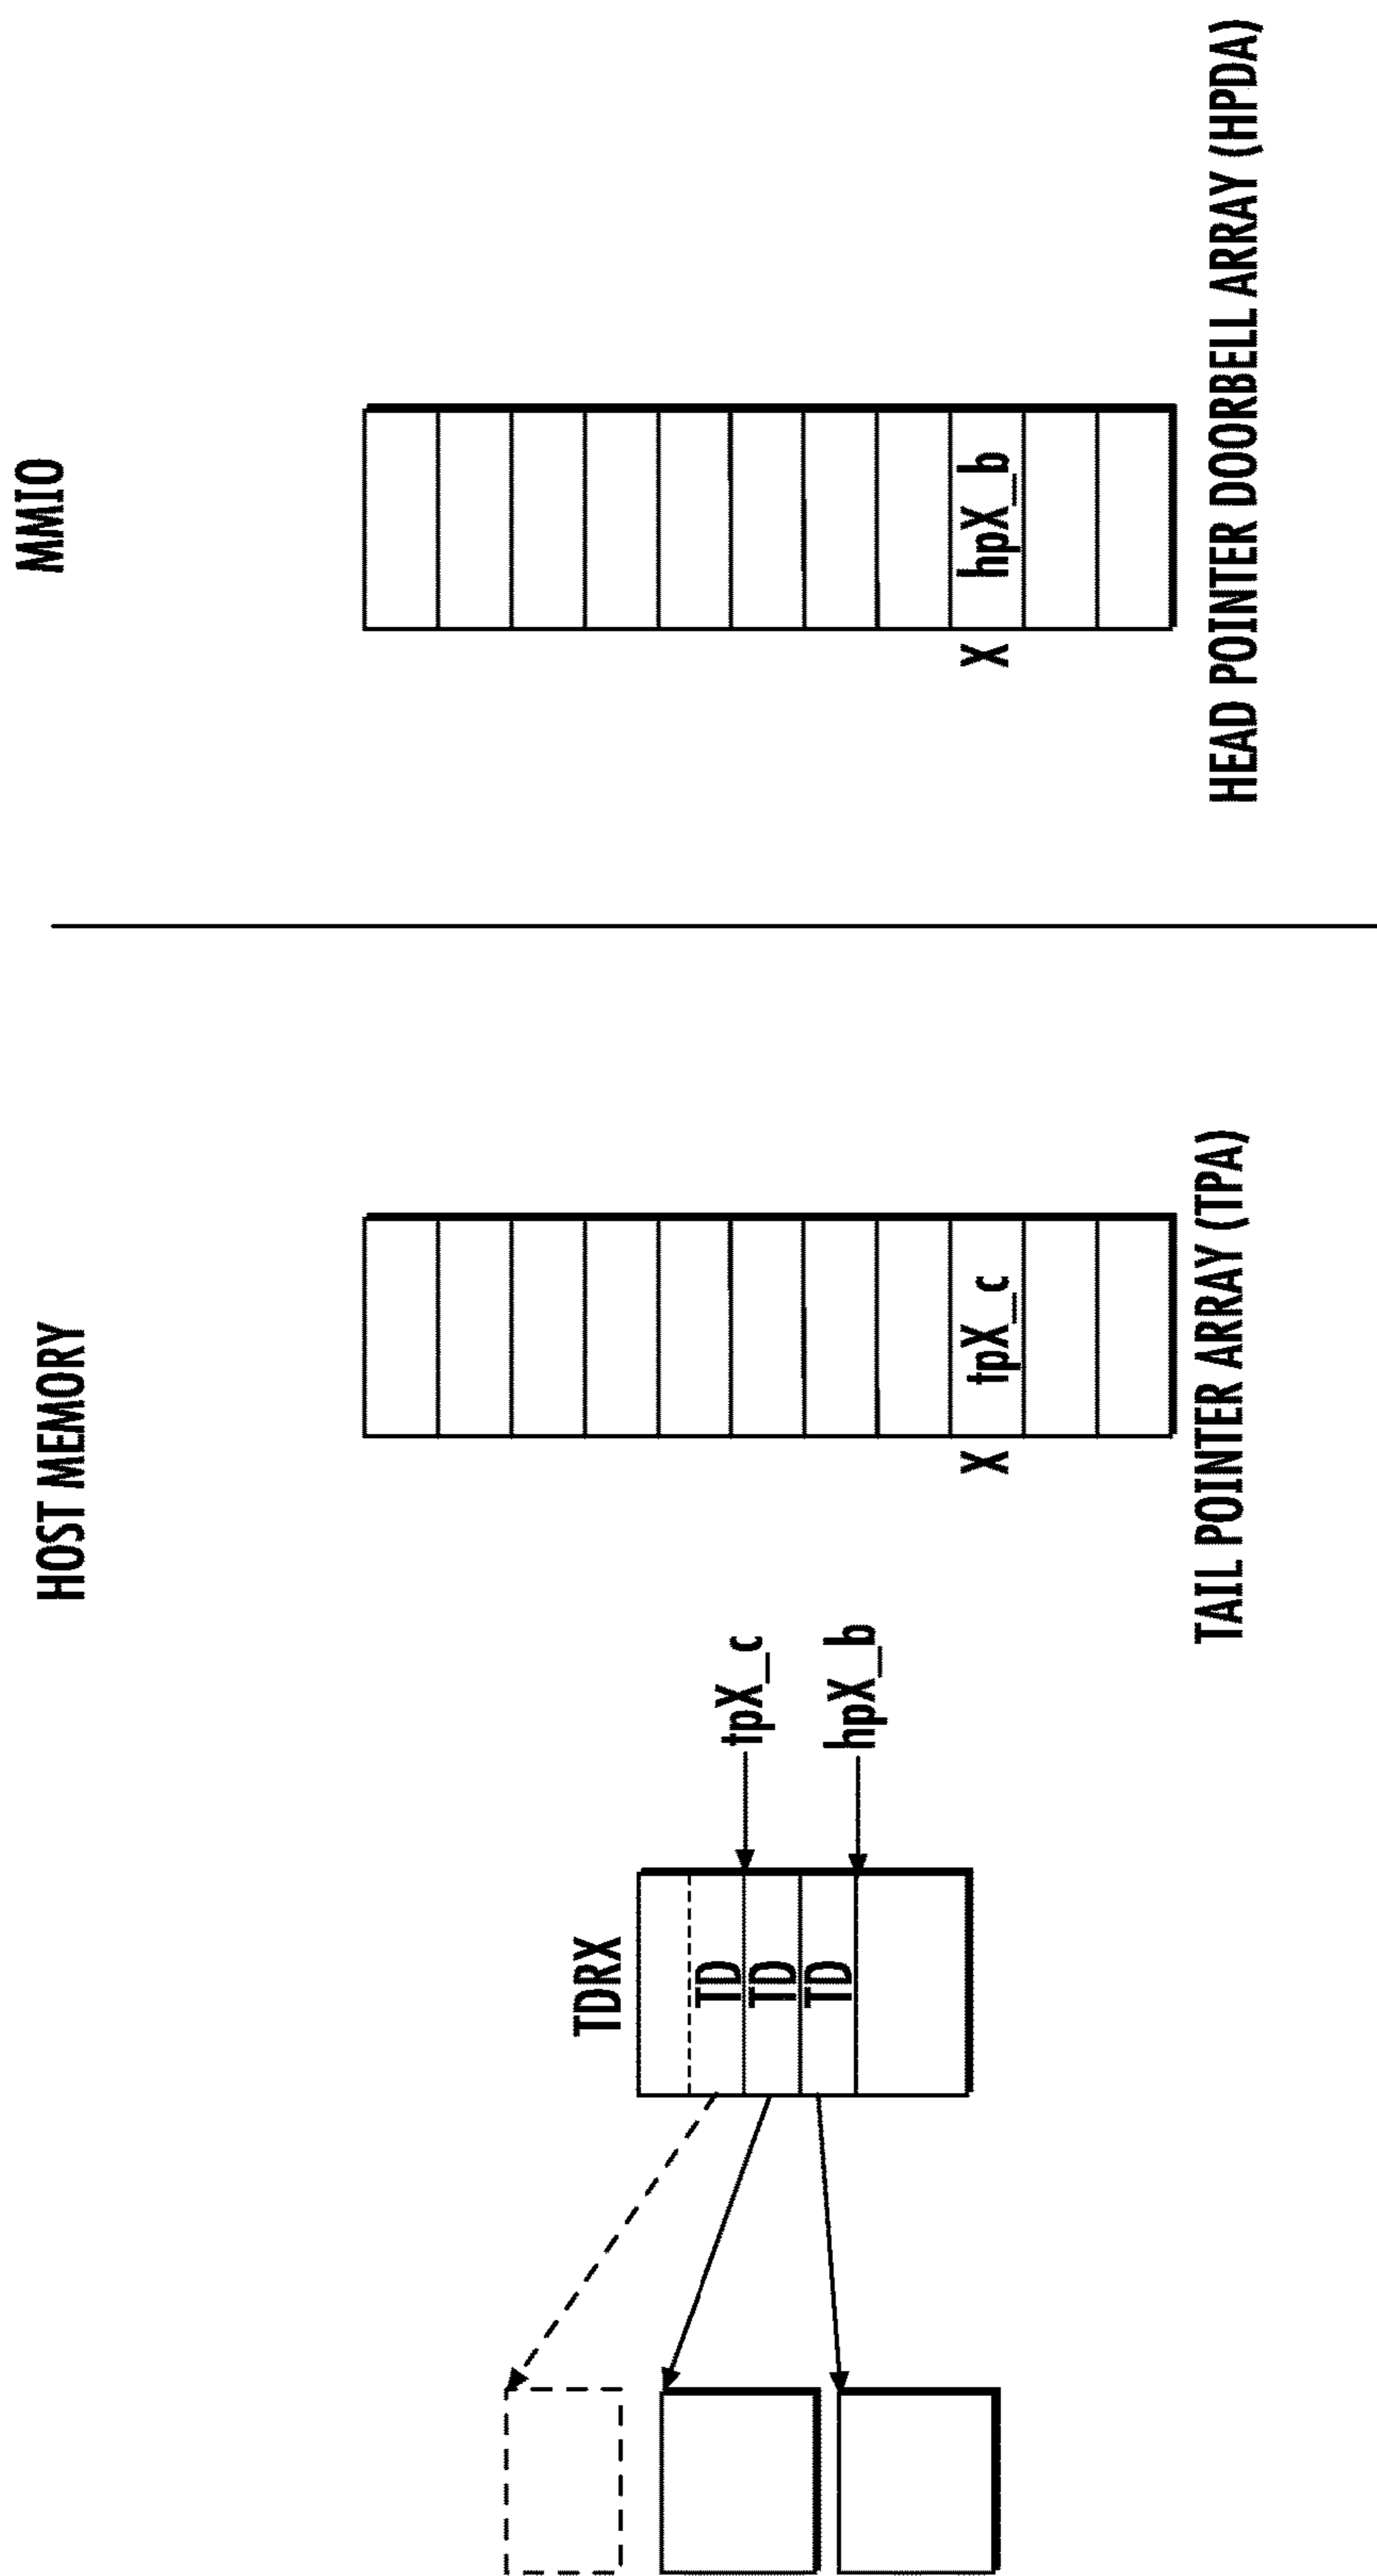 HOST MEMORY
MMIO
TDRX
TD
TD
TD
tpX_c
hpX_b
X
tpX_c
X
hpX_b
TAIL POINTER ARRAY (TPA)
HEAD POINTER DOORBELL ARRAY (HPDA)